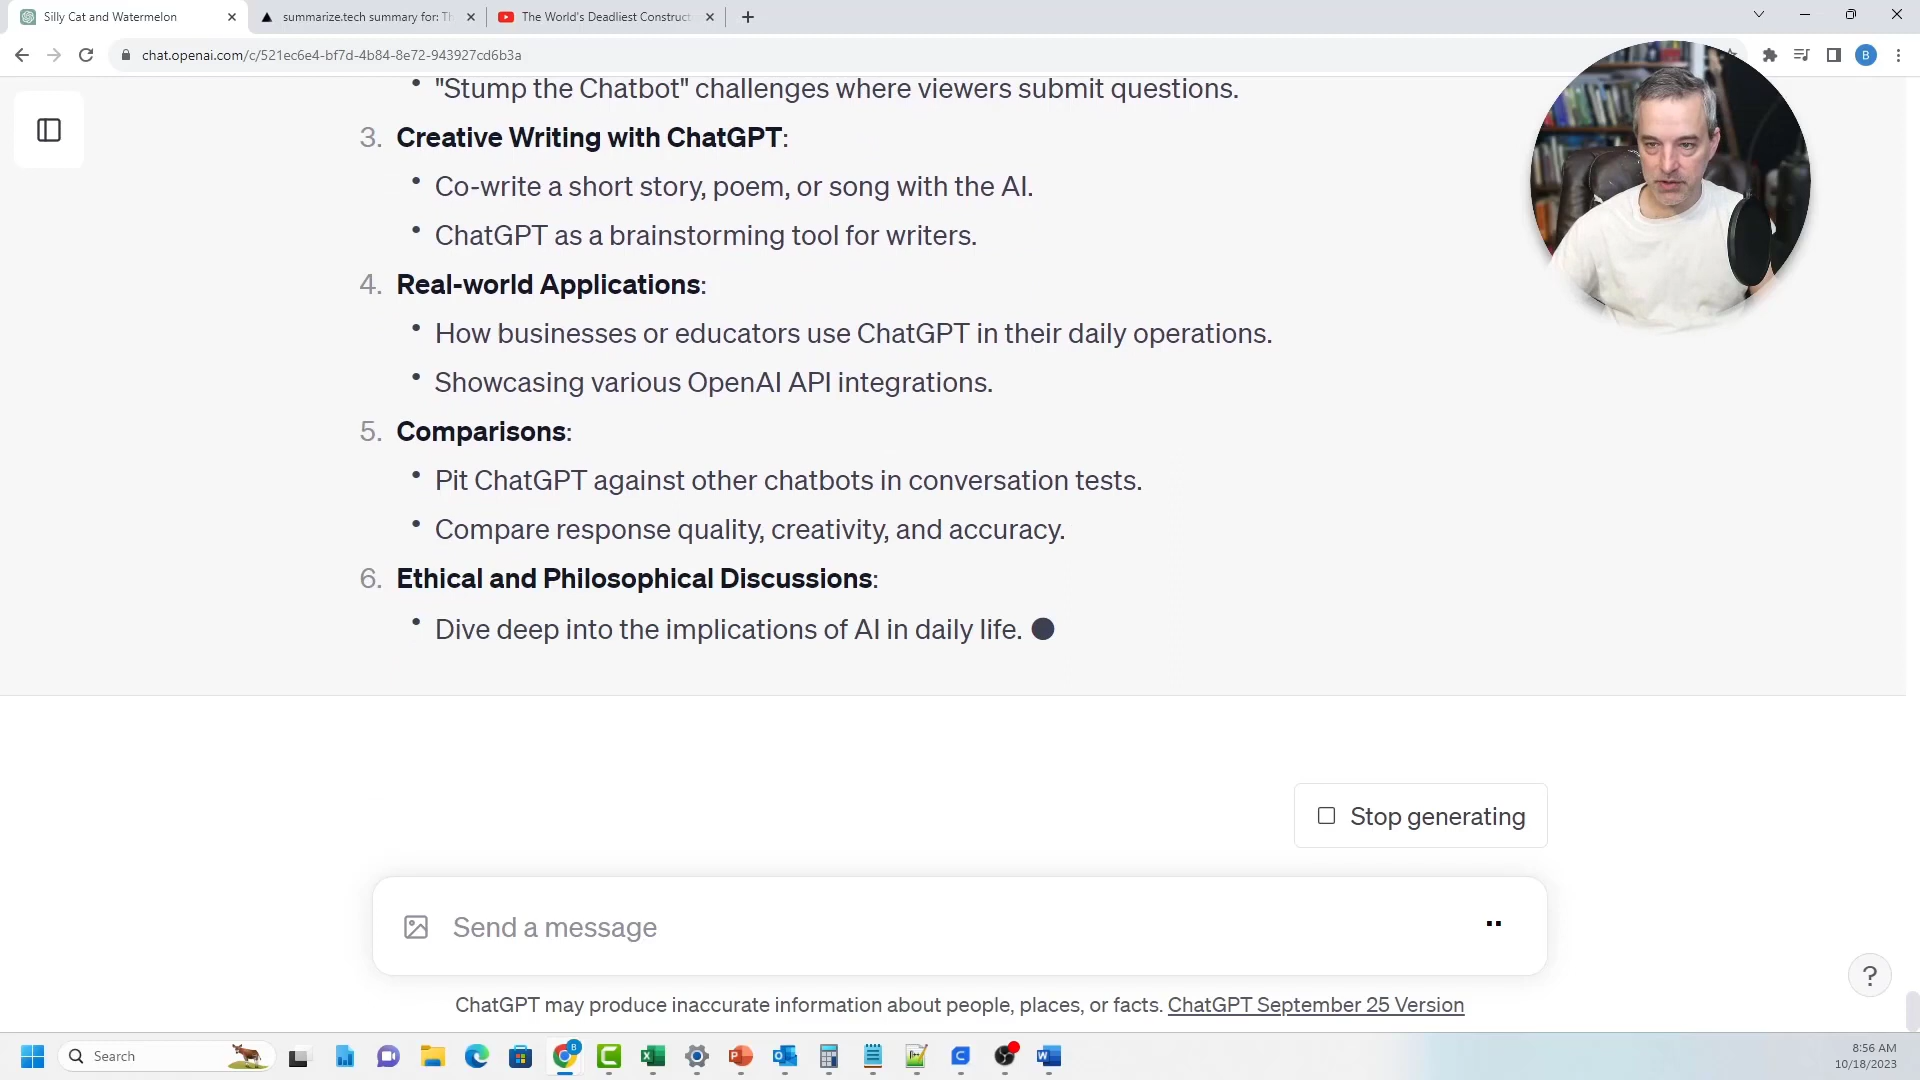 Silly Cat and Watermelon
summarize.tech summary for: Th
The World's Deadliest Construct
chat.openai.com/c/521ec6e4-bf7d-4b84-8e72-943927cd6b3a
B
• "Stump the Chatbot" challenges where viewers submit questions.
3. Creative Writing with ChatGPT:
• Co-write a short story, poem, or song with the AI.
• ChatGPT as a brainstorming tool for writers.
4. Real-world Applications:
• How businesses or educators use ChatGPT in their daily operations.
• Showcasing various OpenAI API integrations.
5. Comparisons:
• Pit ChatGPT against other chatbots in conversation tests.
• Compare response quality, creativity, and accuracy.
6. Ethical and Philosophical Discussions:
• Dive deep into the implications of AI in daily life.
Stop generating
Send a message
?
ChatGPT may produce inaccurate information about people, places, or facts. ChatGPT September 25 Version
Search
8:56 AM
10/18/2023